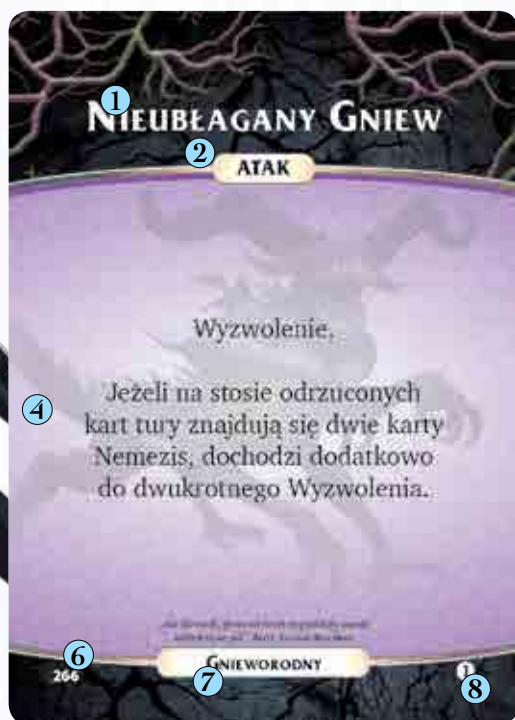 1
NIEUBŁAGANY GNIEW
2
ATAK
Wyzwolenie.
4
Jeżeli na stosie odrzuconych
kart tury znajdują się dwie karty
Nemezis, dochodzi dodatkowo
do dwukrotnego Wyzwolenia.
6
266
GNIEWORODNY
7
1
8